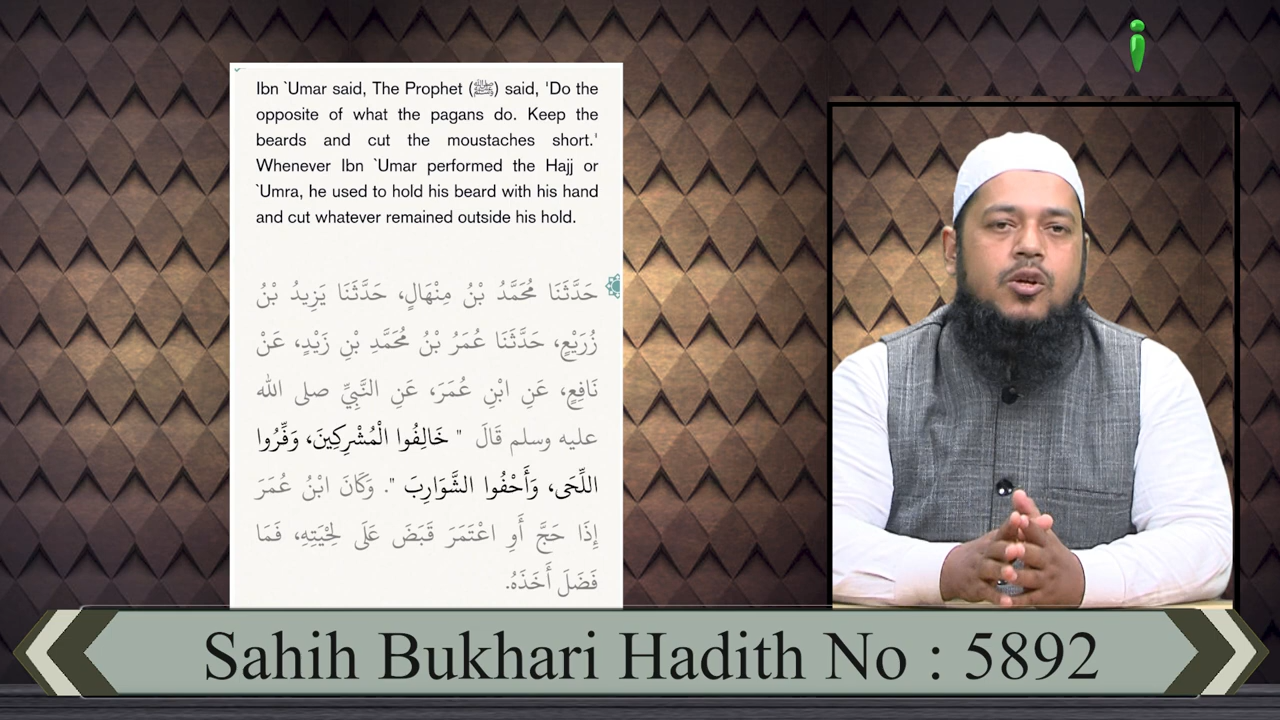 Ibn `Umar said, The Prophet (ﷺ) said, 'Do the
opposite of what the pagans do. Keep the
beards and cut the moustaches short.'
Whenever Ibn `Umar performed the Hajj or
`Umra, he used to hold his beard with his hand
and cut whatever remained outside his hold.
حَدَّثَنَا مُحَمَّدُ بْنُ مِنْهَالٍ، حَدَّثَنَا يَزِيدُ بْنُ
زُرَيْعٍ، حَدَّثَنَا عُمَرُ بْنُ مُحَمَّدِ بْنِ زَيْدٍ، عَنْ
نَافِعٍ، عَنِ ابْنِ عُمَرَ، عَنِ النَّبِيِّ صلى الله
عليه وسلم قَالَ ‏"‏ خَالِفُوا الْمُشْرِكِينَ، وَفِّرُوا
اللِّحَى، وَأَحْفُوا الشَّوَارِبَ ‏"‏‏.‏ وَكَانَ ابْنُ عُمَرَ
إِذَا حَجَّ أَوِ اعْتَمَرَ قَبَضَ عَلَى لِحْيَتِهِ، فَمَا
فَضَلَ أَخَذَهُ‏.‏
Sahih Bukhari Hadith No : 5892